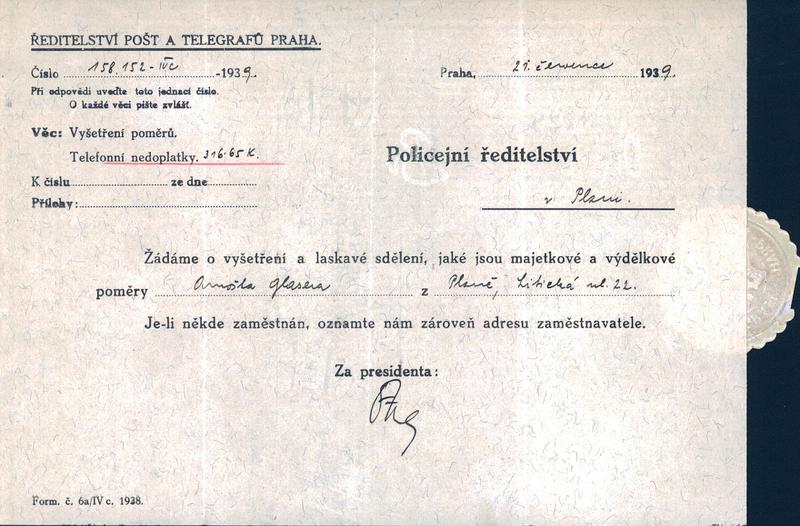 ŘEDITELSTVÍ POŠT A TELEGRAFŮ PRAHA.
Číslo 158.152-IVc -1939.
Praha, 21. července 1939.
Při odpovědi uveďte toto jednací číslo.
O každé věci pište zvlášť.
Věc: Vyšetření poměrů.
Telefonní nedoplatky. 316·65 K.
Policejní ředitelství
K číslu ze dne
v Plzni.
Přílohy:
Žádáme o vyšetření a laskavé sdělení, jaké jsou majetkové a výdělkové
poměry Arnošta Glasera z Plzně, Litická ul. 22.
Je-li někde zaměstnán, oznamte nám zároveň adresu zaměstnavatele.
Za presidenta:
Form. č. 6a/IV c, 1938.